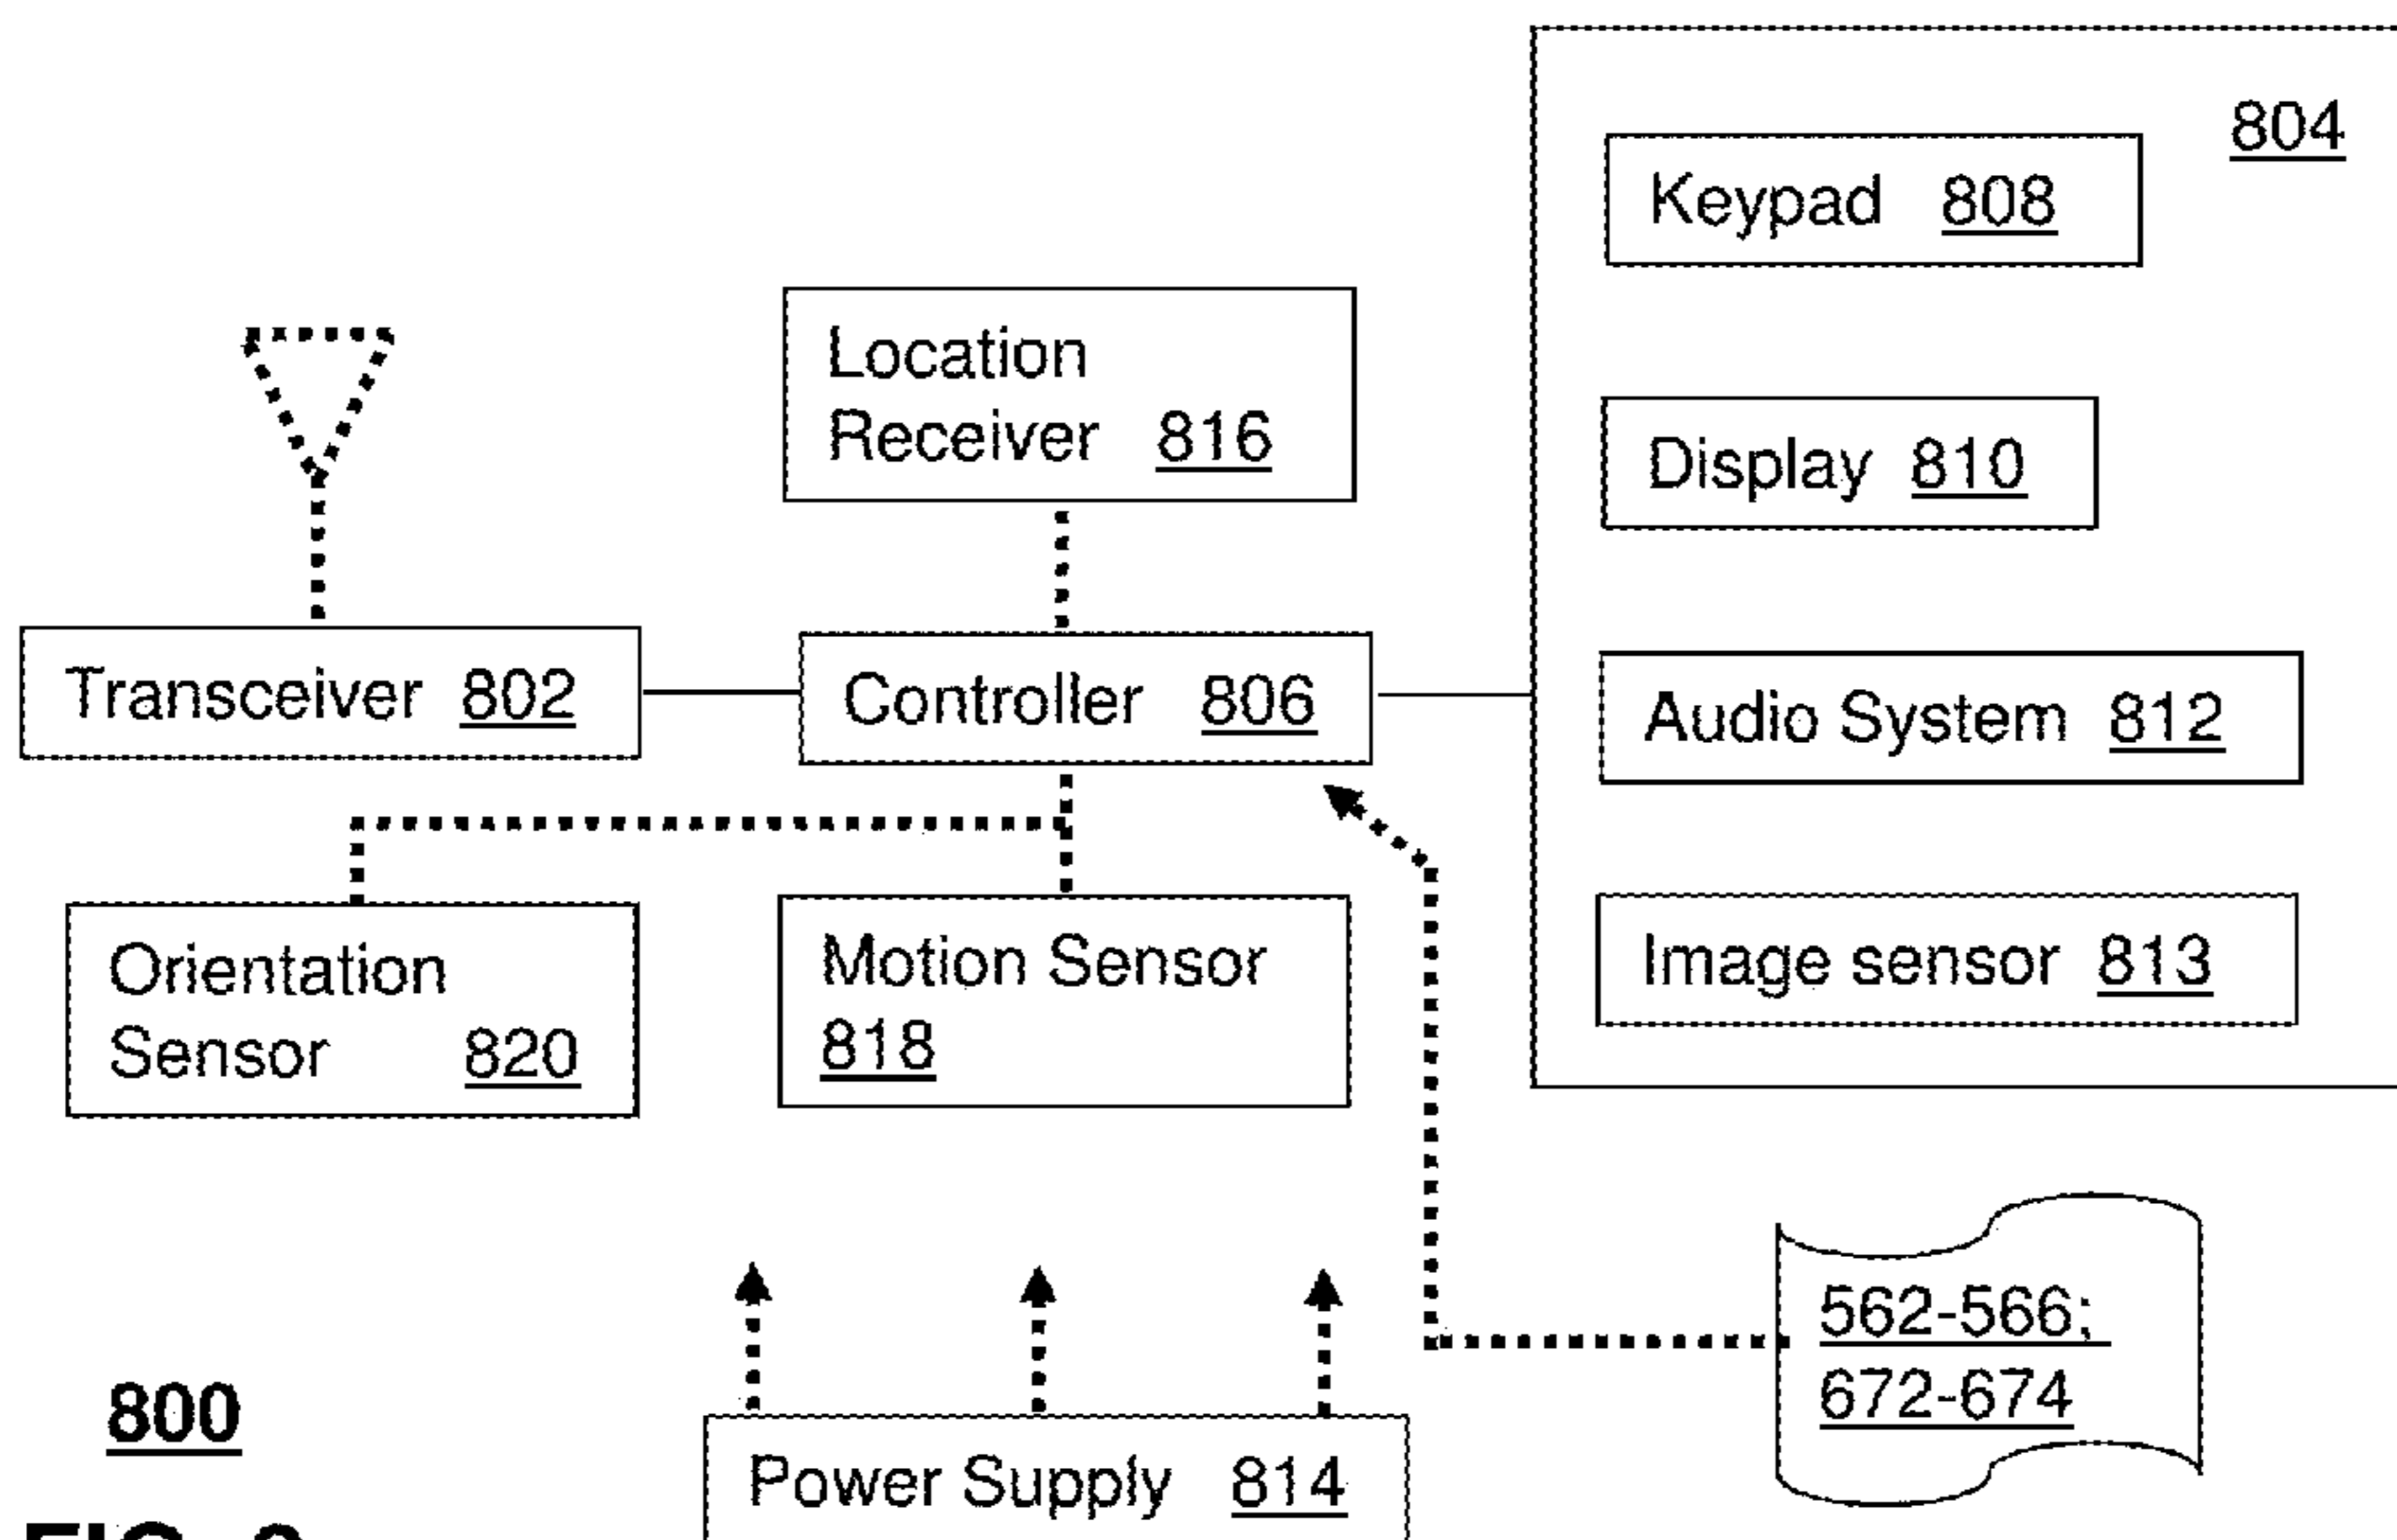 804
Keypad 808
Location
Receiver 816
Display 810
Transceiver 802
Controller 806
Audio System 812
Orientation
Sensor 820
Motion Sensor
818
Image sensor 813
562-566;
672-674
800
Power Supply 814